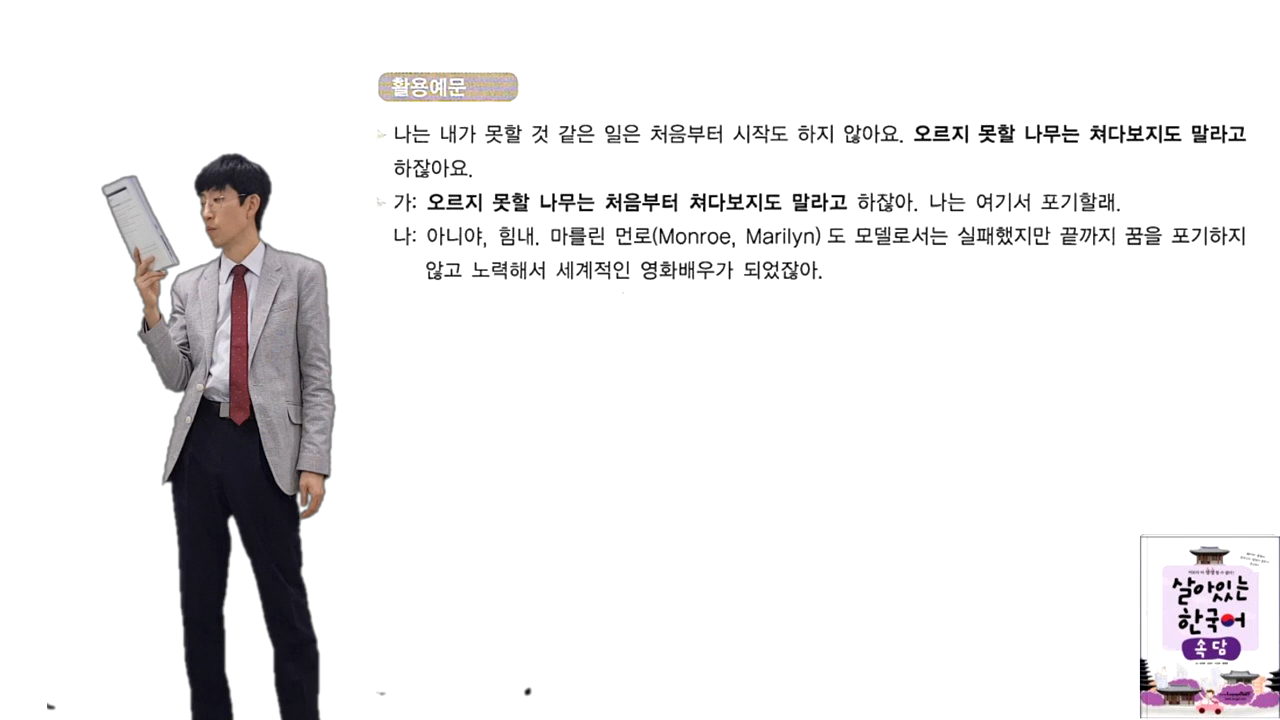 활용예문
나는 내가 못할 것 같은 일은 처음부터 시작도 하지 않아요. 오르지 못할 나무는 쳐다보지도 말라고
하잖아요.
가: 오르지 못할 나무는 처음부터 쳐다보지도 말라고 하잖아. 나는 여기서 포기할래.
나: 아니야, 힘내. 마를린 먼로(Monroe, Marilyn) 도 모델로서는 실패했지만 끝까지 꿈을 포기하지
않고 노력해서 세계적인 영화배우가 되었잖아.
살아있는
한국어
속담